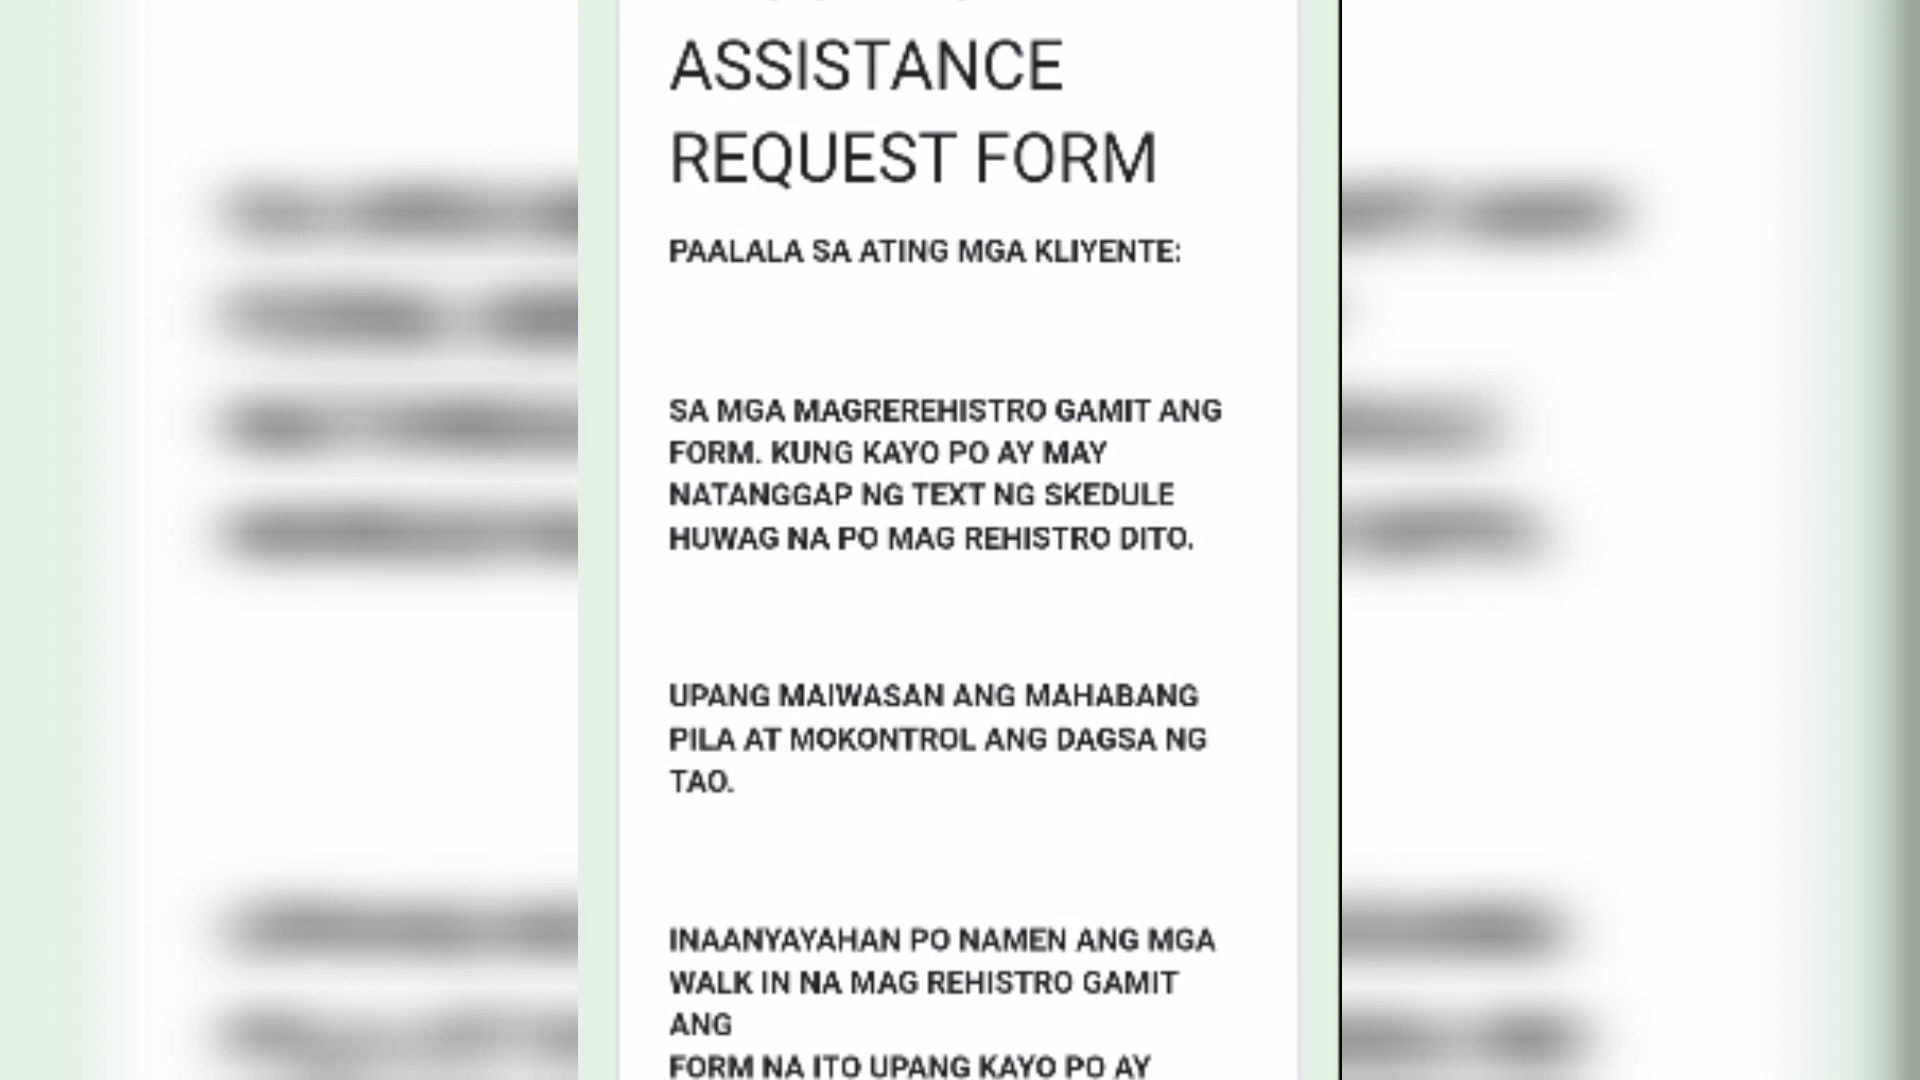 ASSISTANCE
REQUEST FORM
PAALALA SA ATING MGA KLIYENTE:
SA MGA MAGREREHISTRO GAMIT ANG
FORM. KUNG KAYO PO AY MAY
NATANGGAP NG TEXT NG SKEDULE
HUWAG NA PO MAG REHISTRO DITO.
UPANG MAIWASAN ANG MAHABANG
PILA AT MOKONTROL ANG DAGSA NG
TAO.
INAANYAYAHAN PO NAMEN ANG MGA
WALK IN NA MAG REHISTRO GAMIT
ANG
FORM NA ITO UPANG KAYO PO AY